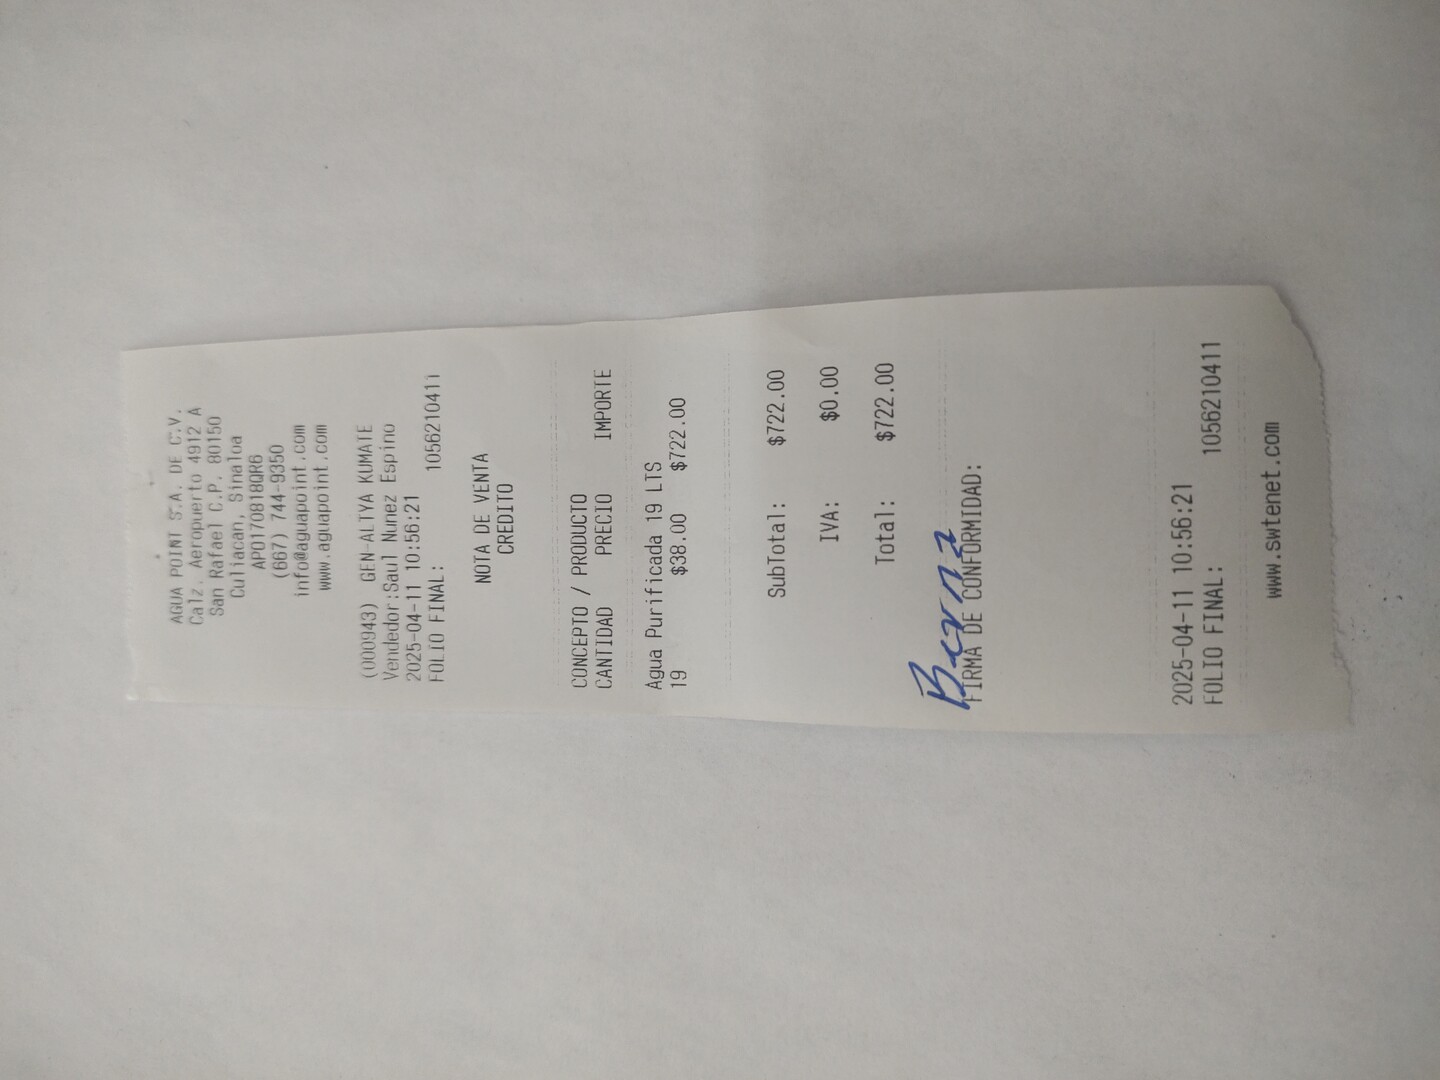 AGUA POINT S.A. DE C.V.
Calz. Aeropuerto 4912 A
San Rafael C.P. 80150
Culiacan, Sinaloa
APO170818QR6
(667) 744-9350
info@aguapoint.com
www.aguapoint.com
(000943) GEN-ALTYA KUMATE
Vendedor:Saul Nunez Espino
2025-04-11 10:56:21
FOLIO FINAL: 1056210411
NOTA DE VENTA
CREDITO
CONCEPTO / PRODUCTO
CANTIDAD PRECIO IMPORTE
Agua Purificada 19 LTS
19 $38.00 $722.00
SubTotal: $722.00
IVA: $0.00
Total: $722.00
FIRMA DE CONFORMIDAD:
2025-04-11 10:56:21
FOLIO FINAL: 1056210411
www.swtenet.com